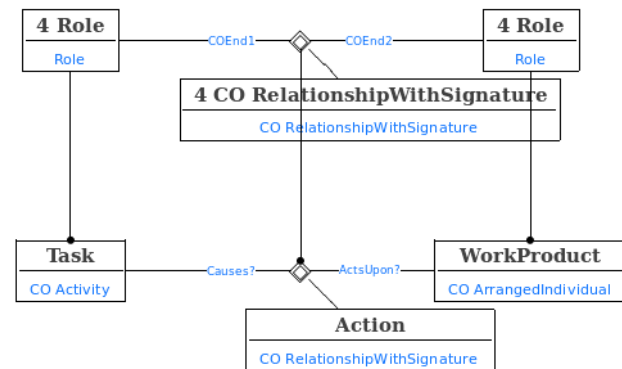 4 Role
Role
COEnd1
COEnd2
4 Role
Role
4 CO RelationshipWithSignature
CO RelationshipWithSignature
Task
CO Activity
Causes?
ActsUpon?
WorkProduct
CO ArrangedIndividual
Action
CO RelationshipWithSignature